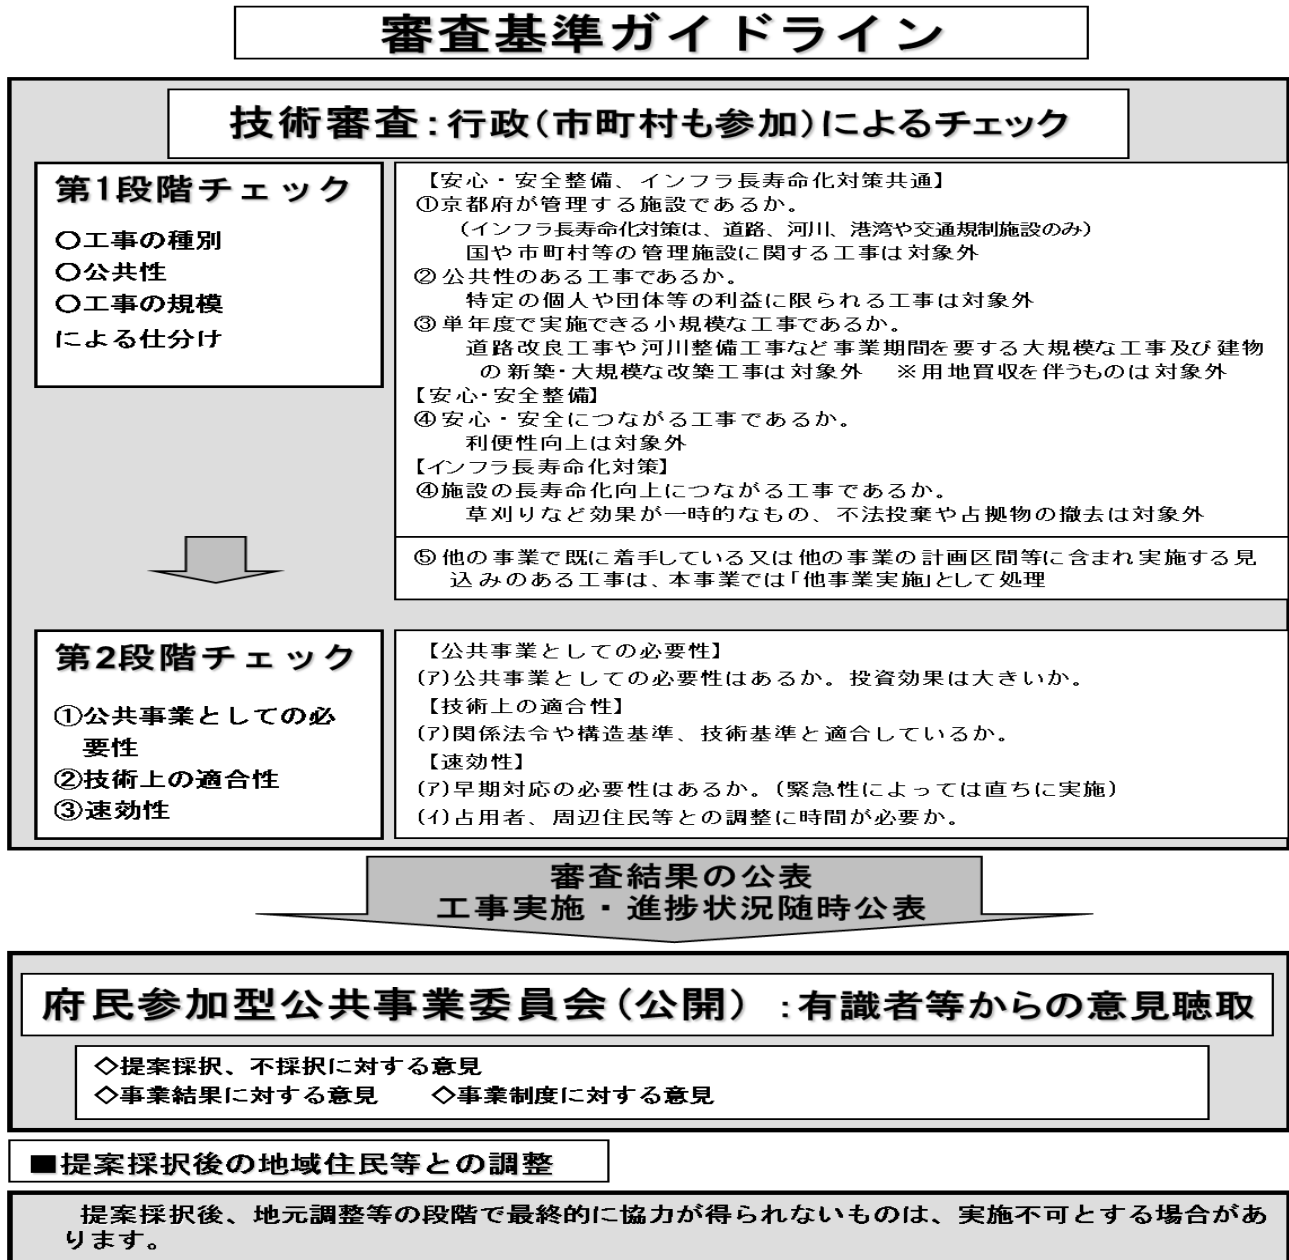 審査基準ガイドライン
技術審査：行政（市町村も参加）によるチェック
第1段階チェック
〇工事の種別
〇公共性
〇工事の規模
による仕分け
【安心・安全整備、インフラ長寿命化対策共通】
①京都府が管理する施設であるか。
（インフラ長寿命化対策は、道路、河川、港湾や交通規制施設のみ）
国や市町村等の管理施設に関する工事は対象外
②公共性のある工事であるか。
特定の個人や団体等の利益に限られる工事は対象外
③単年度で実施できる小規模な工事であるか。
道路改良工事や河川整備工事など事業期間を要する大規模な工事及び建物
の新築・大規模な改築工事は対象外　※用地買収を伴うものは対象外
【安心・安全整備】
④安心・安全につながる工事であるか。
利便性向上は対象外
【インフラ長寿命化対策】
④施設の長寿命化向上につながる工事であるか。
草刈りなど効果が一時的なもの、不法投棄や占拠物の撤去は対象外
⑤他の事業で既に着手している又は他の事業の計画区間等に含まれ実施する見
込みのある工事は、本事業では「他事業実施」として処理
第2段階チェック
①公共事業としての必
要性
②技術上の適合性
③速効性
【公共事業としての必要性】
(ｱ)公共事業としての必要性はあるか。投資効果は大きいか。
【技術上の適合性】
(ｱ)関係法令や構造基準、技術基準と適合しているか。
【速効性】
(ｱ)早期対応の必要性はあるか。（緊急性によっては直ちに実施）
(ｲ)占用者、周辺住民等との調整に時間が必要か。
審査結果の公表
工事実施・進捗状況随時公表
府民参加型公共事業委員会（公開）：有識者等からの意見聴取
◇提案採択、不採択に対する意見
◇事業結果に対する意見　◇事業制度に対する意見
■提案採択後の地域住民等との調整
提案採択後、地元調整等の段階で最終的に協力が得られないものは、実施不可とする場合があ
ります。